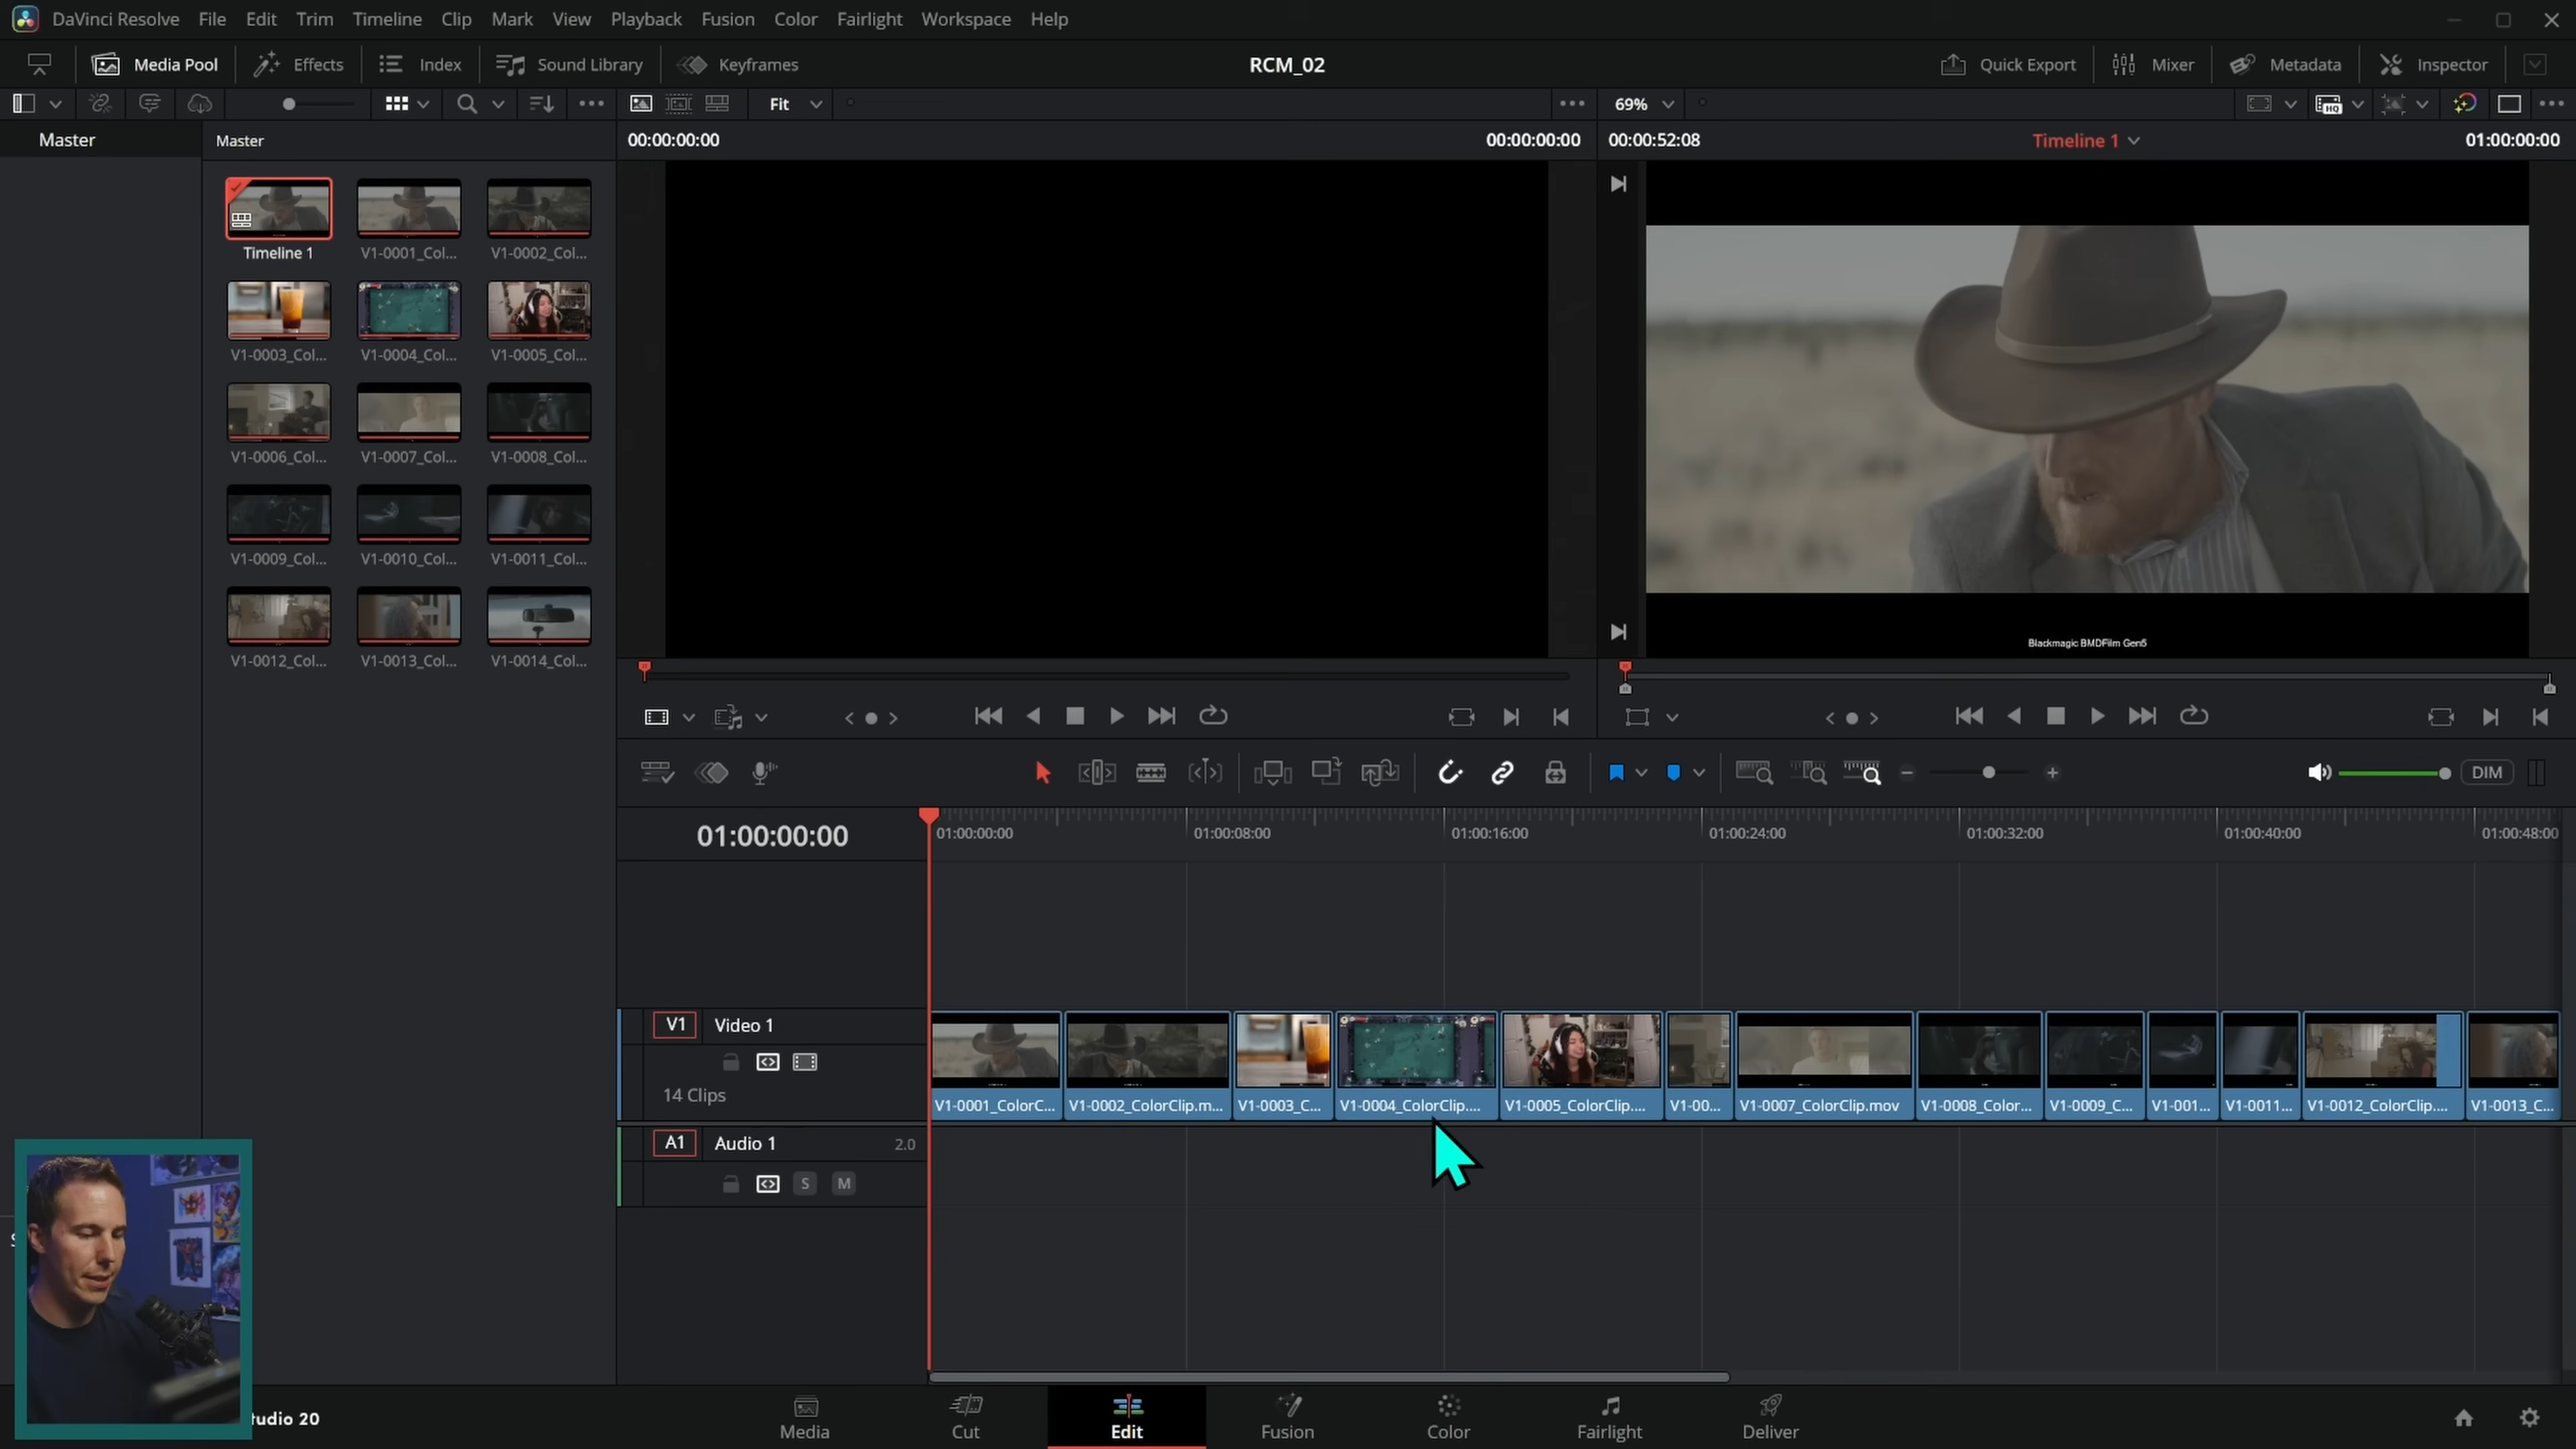 DaVinci Resolve File Edit Trim Timeline Clip Mark View Playback Fusion Color Fairlight Workspace Help
Media Pool Effects Index Sound Library Keyframes RCM_02 Quick Export Mixer Metadata Inspector
Fit 69%
Master Master 00:00:00:00 00:00:00:00 00:00:52:08 Timeline 1 01:00:00:00
Timeline 1 V1-0001_Col... V1-0002_Col...
V1-0003_Col... V1-0004_Col... V1-0005_Col...
V1-0006_Col... V1-0007_Col... V1-0008_Col...
V1-0009_Col... V1-0010_Col... V1-0011_Col...
V1-0012_Col... V1-0013_Col... V1-0014_Col...
Blackmagic BMDFilm Gen5
DIM
01:00:00:00 01:00:00:00 01:00:08:00 01:00:16:00 01:00:24:00 01:00:32:00 01:00:40:00 01:00:48:00
V1 Video 1
14 Clips
V1-0001_ColorC... V1-0002_ColorClip.m... V1-0003_C... V1-0004_ColorClip.... V1-0005_ColorClip.... V1-00... V1-0007_ColorClip.mov V1-0008_Color... V1-0009_C... V1-001... V1-0011... V1-0012_ColorClip.... V1-0013_C...
A1 Audio 1 2.0
S M
tudio 20
Media Cut Edit Fusion Color Fairlight Deliver